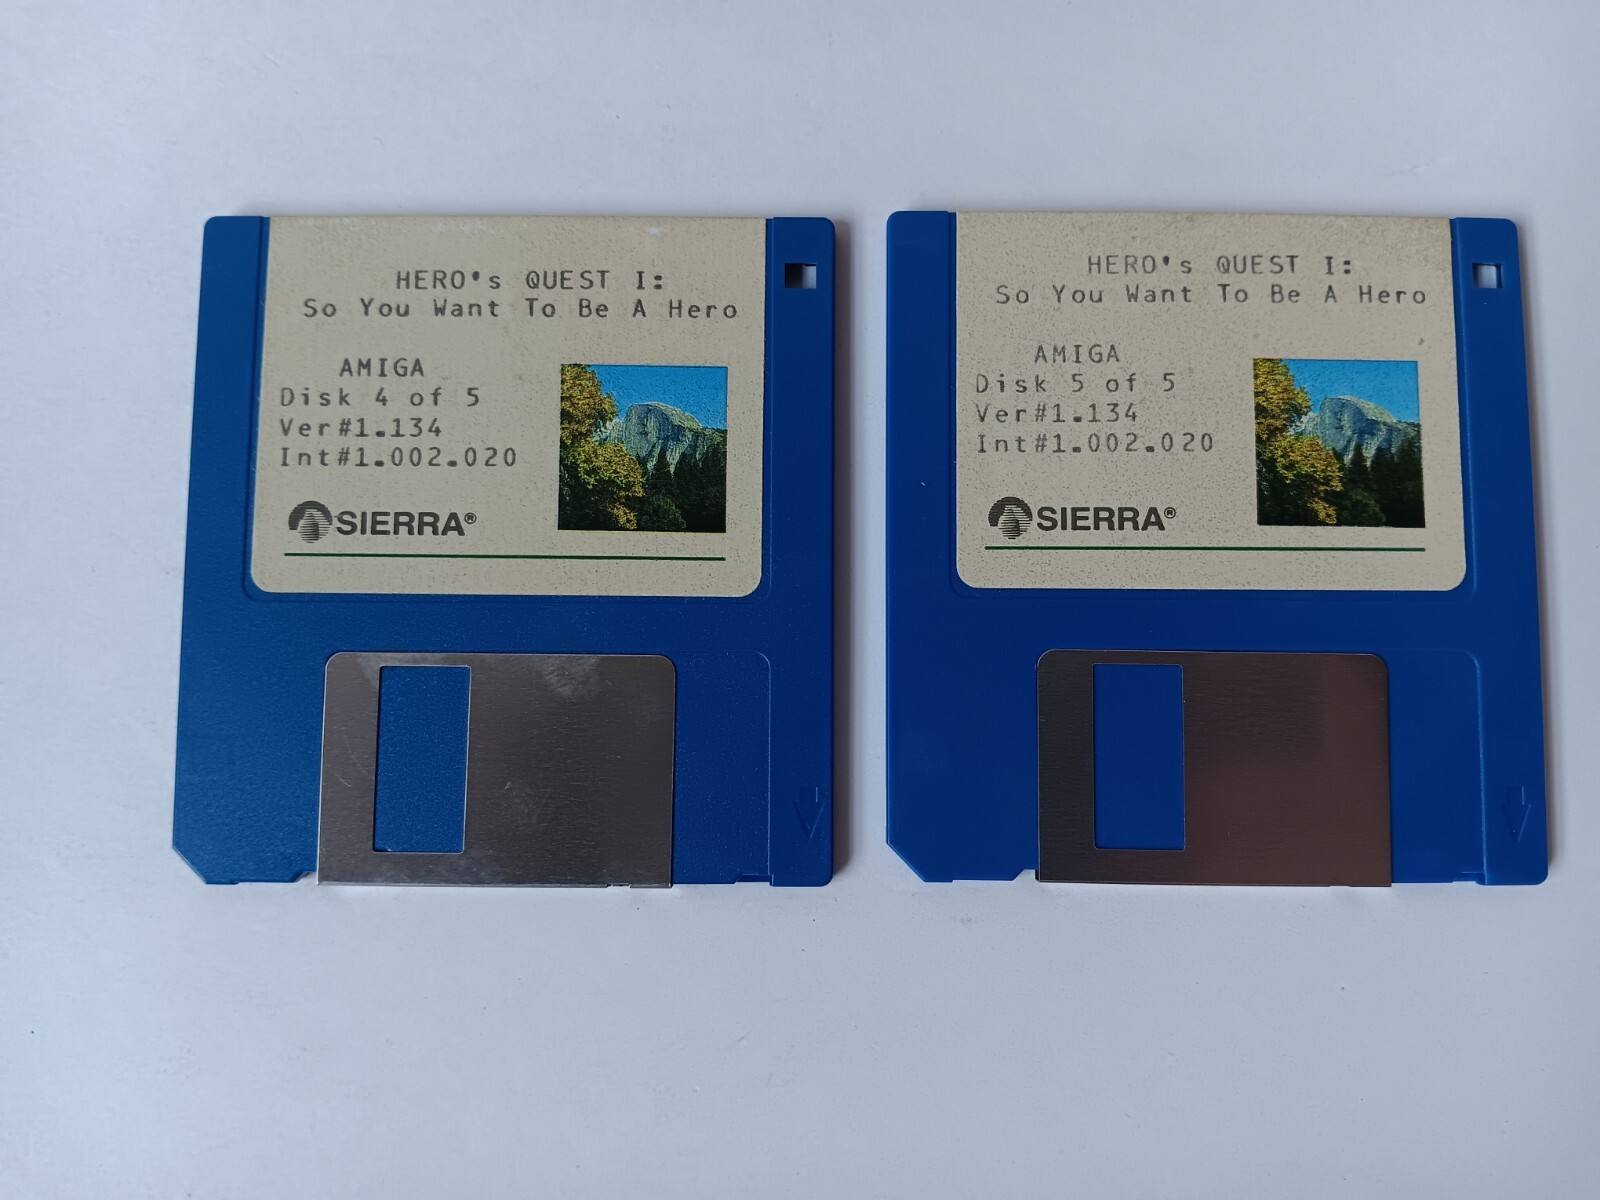 HERO's QUEST I:
So You Want To Be A Hero
AMIGA
Disk 4 of 5
Ver#1.134
Int#1.002.020
SIERRA®
HERO's QUEST I:
So You Want To Be A Hero
AMIGA
Disk 5 of 5
Ver#1.134
Int#1.002.020
SIERRA®